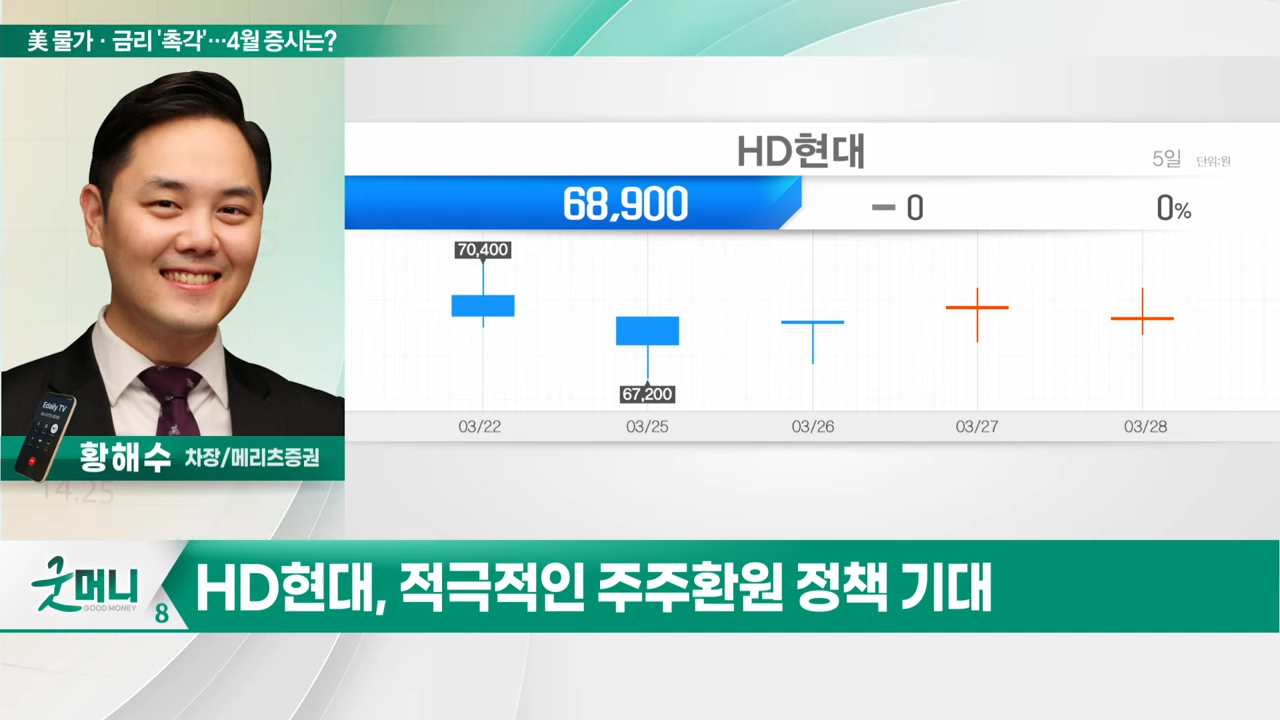 美 물가·금리 '촉각'…4월 증시는?
HD현대
5일 단위:원
68,900
0
0%
70,400
67,200
03/22 03/25 03/26 03/27 03/28
Edaily TV
황해수 차장/메리츠증권
14.25
굿머니
GOOD MONEY
8
HD현대, 적극적인 주주환원 정책 기대